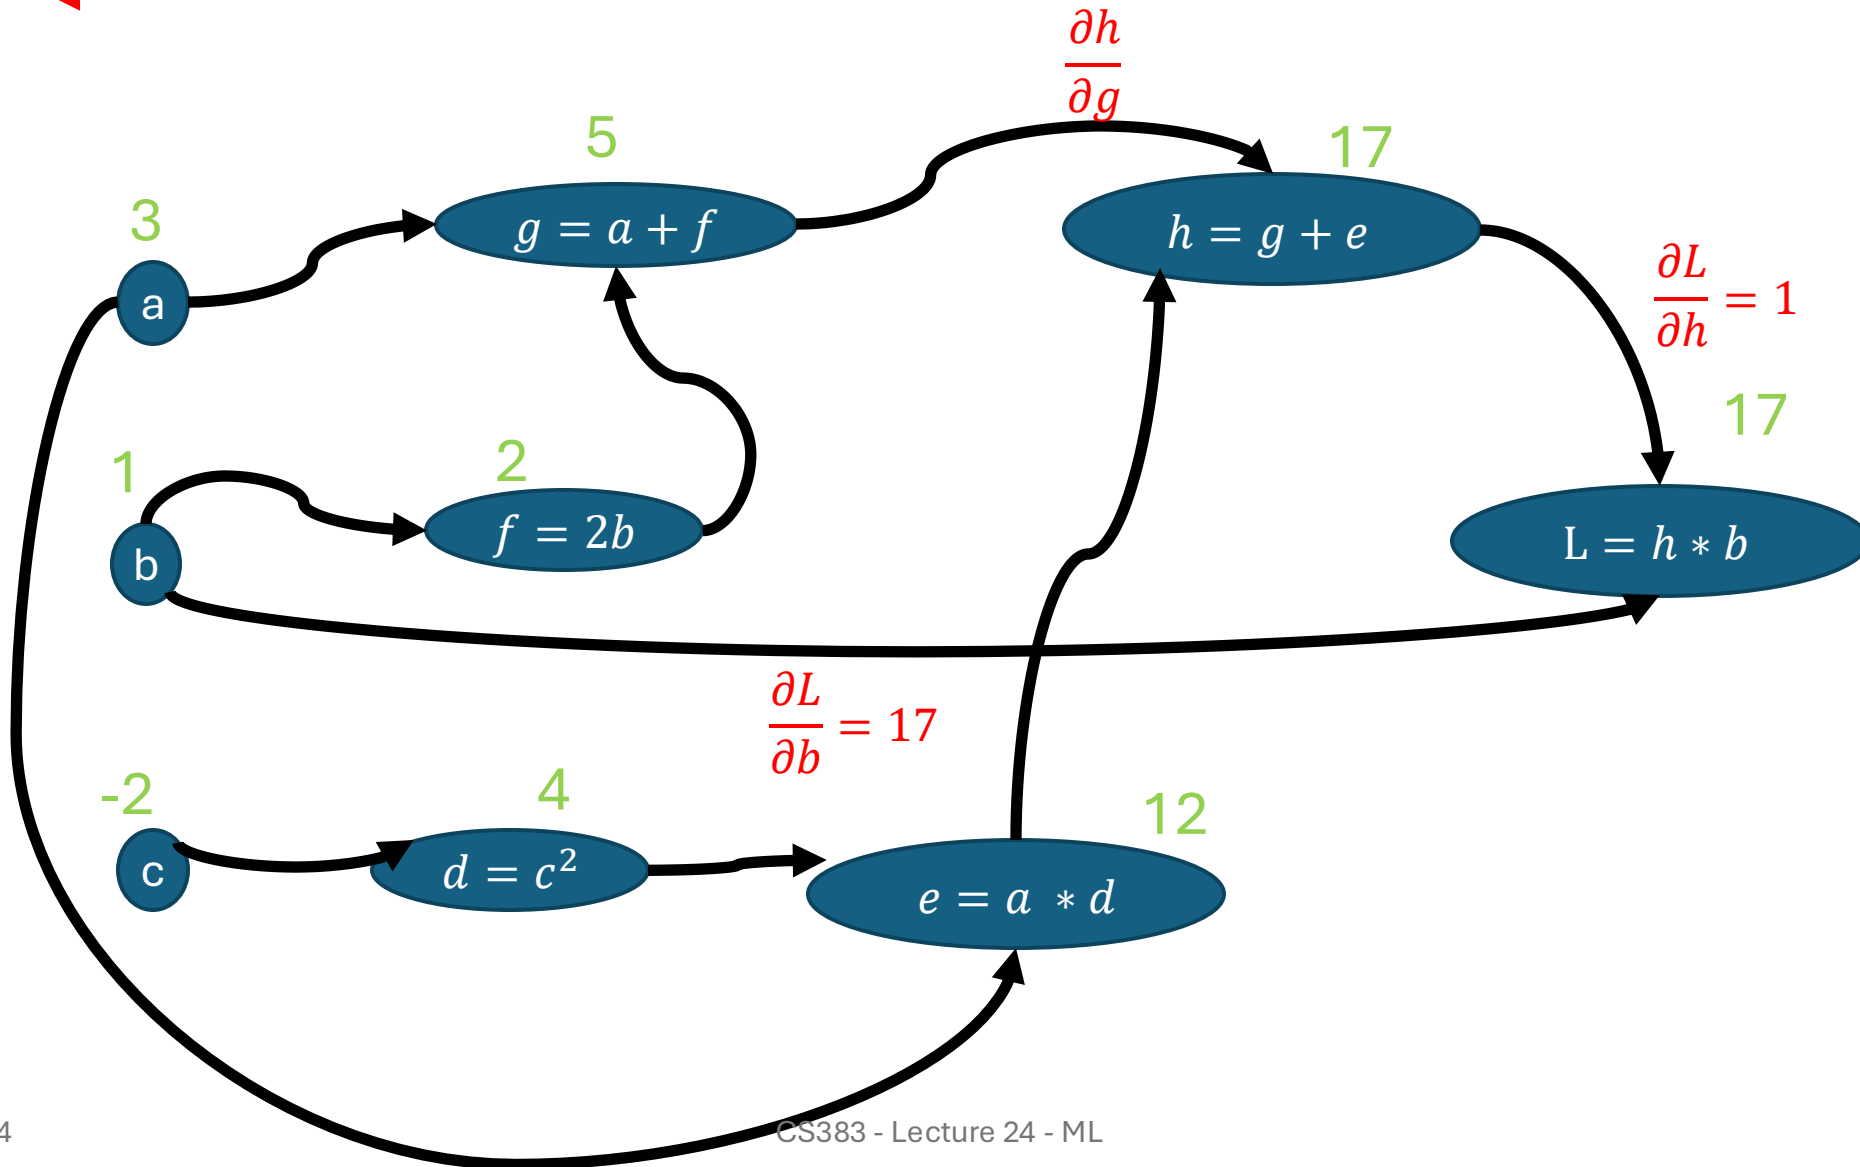 ∂h
∂g
5
17
3
g = a + f
h = g + e
a
∂L
∂h = 1
17
1
2
f = 2b
L = h ∗ b
b
∂L
∂b = 17
-2
4
12
c
d = c²
e = a ∗ d
4
CS383 - Lecture 24 - ML